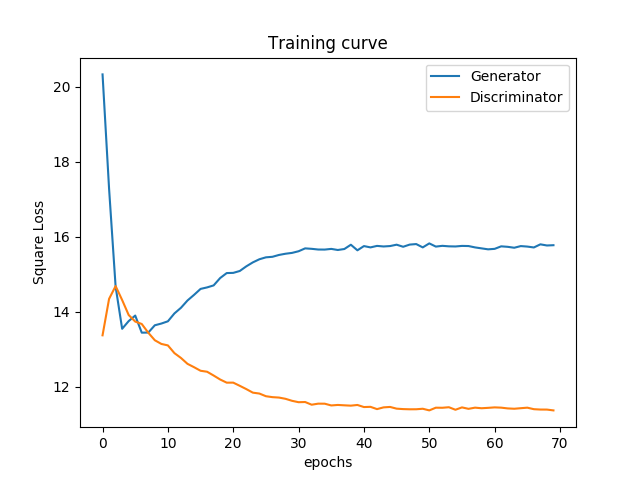 Training curve
Generator
Discriminator
Square Loss
20
18
16
14
12
0 10 20 30 40 50 60 70
epochs